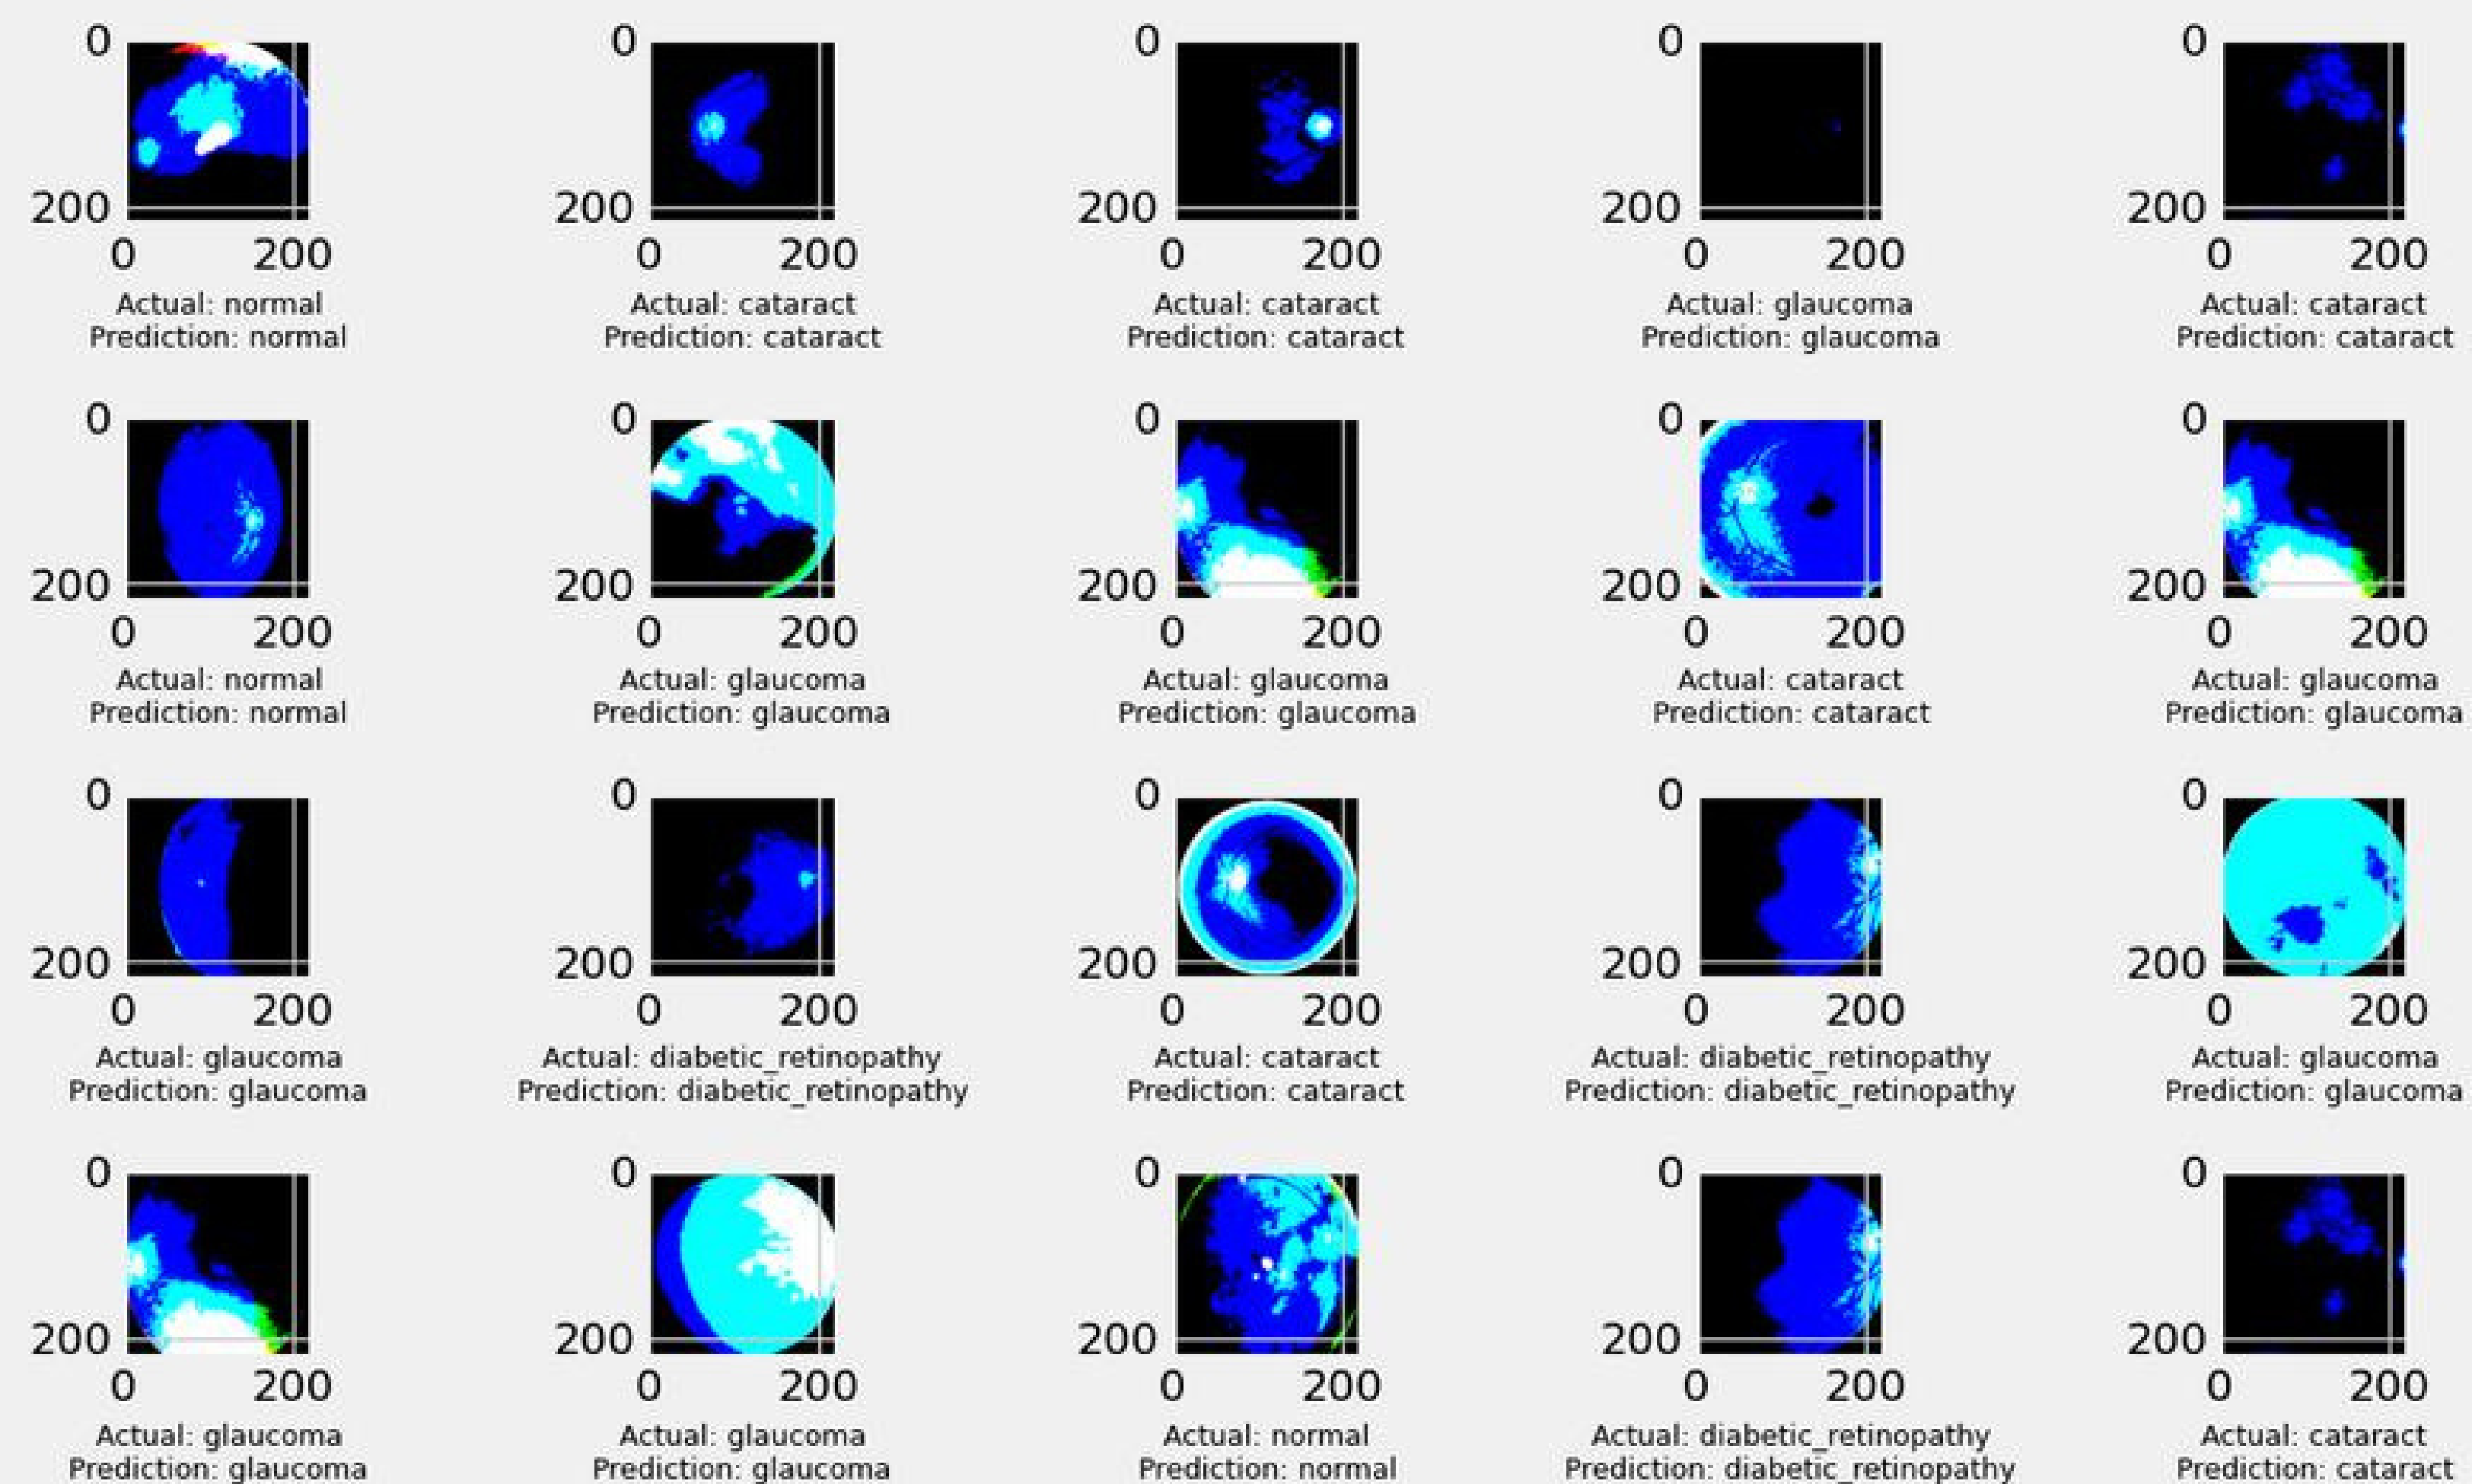 0 0 0 0 0
200 200 200 200 200
0 200 0 200 0 200 0 200 0 200
Actual: normal Actual: cataract Actual: cataract Actual: glaucoma Actual: cataract
Prediction: normal Prediction: cataract Prediction: cataract Prediction: glaucoma Prediction: cataract
0 0 0 0 0
200 200 200 200 200
0 200 0 200 0 200 0 200 0 200
Actual: normal Actual: glaucoma Actual: glaucoma Actual: cataract Actual: glaucoma
Prediction: normal Prediction: glaucoma Prediction: glaucoma Prediction: cataract Prediction: glaucoma
0 0 0 0 0
200 200 200 200 200
0 200 0 200 0 200 0 200 0 200
Actual: glaucoma Actual: diabetic_retinopathy Actual: cataract Actual: diabetic_retinopathy Actual: glaucoma
Prediction: glaucoma Prediction: diabetic_retinopathy Prediction: cataract Prediction: diabetic_retinopathy Prediction: glaucoma
0 0 0 0 0
200 200 200 200 200
0 200 0 200 0 200 0 200 0 200
Actual: glaucoma Actual: glaucoma Actual: normal Actual: diabetic_retinopathy Actual: cataract
Prediction: glaucoma Prediction: glaucoma Prediction: normal Prediction: diabetic_retinopathy Prediction: cataract